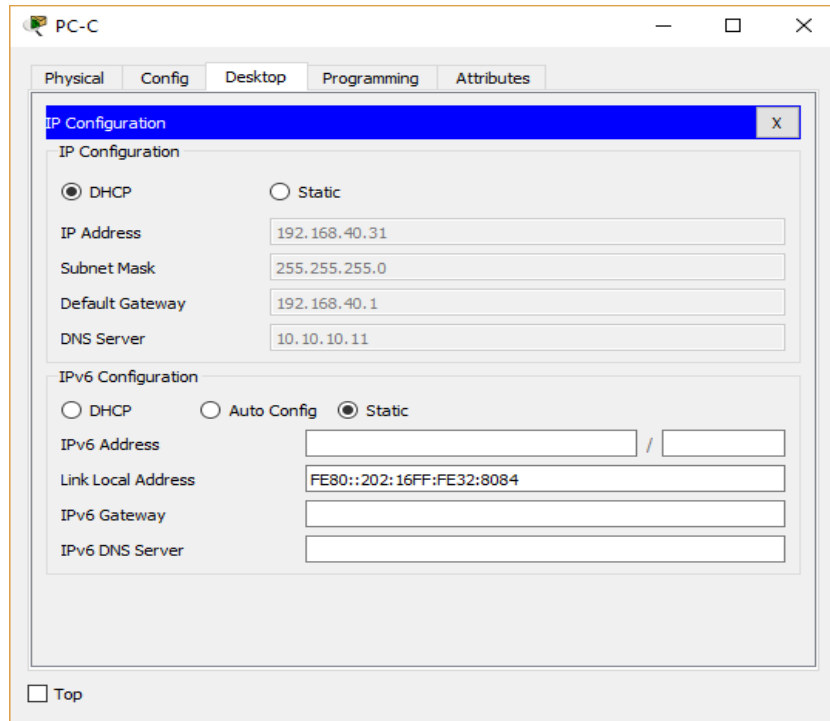 PC-C
Physical Config Desktop Programming Attributes
IP Configuration X
IP Configuration
DHCP Static
IP Address 192.168.40.31
Subnet Mask 255.255.255.0
Default Gateway 192.168.40.1
DNS Server 10.10.10.11
IPv6 Configuration
DHCP Auto Config Static
IPv6 Address /
Link Local Address FE80::202:16FF:FE32:8084
IPv6 Gateway
IPv6 DNS Server
Top